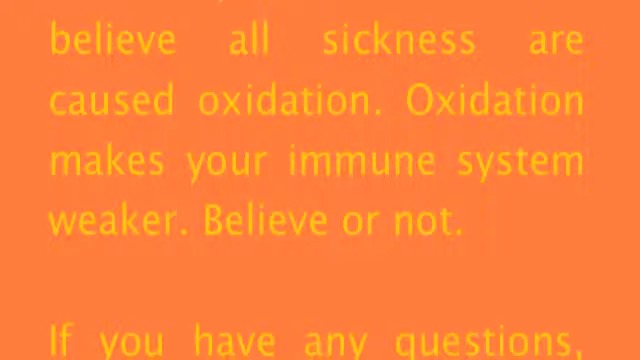 believe all sickness are
caused oxidation. Oxidation
makes your immune system
weaker. Believe or not.
If you have any questions,